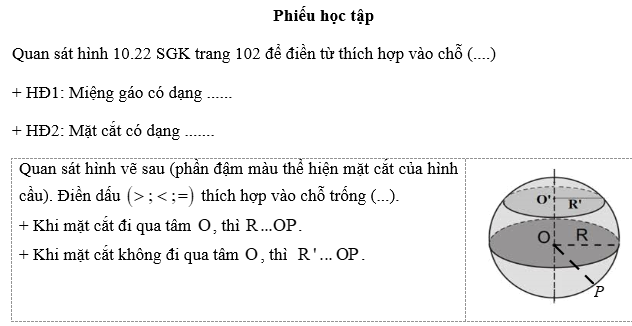 Phiếu học tập
Quan sát hình 10.22 SGK trang 102 để điền từ thích hợp vào chỗ (....)
+ HĐ1: Miệng gáo có dạng ......
+ HĐ2: Mặt cắt có dạng .......
Quan sát hình vẽ sau (phần đậm màu thể hiện mặt cắt của hình
cầu). Điền dấu (> ; < ; =) thích hợp vào chỗ trống (...).
+ Khi mặt cắt đi qua tâm O, thì R...OP.
+ Khi mặt cắt không đi qua tâm O, thì R'... OP.
O' R'
O R
P